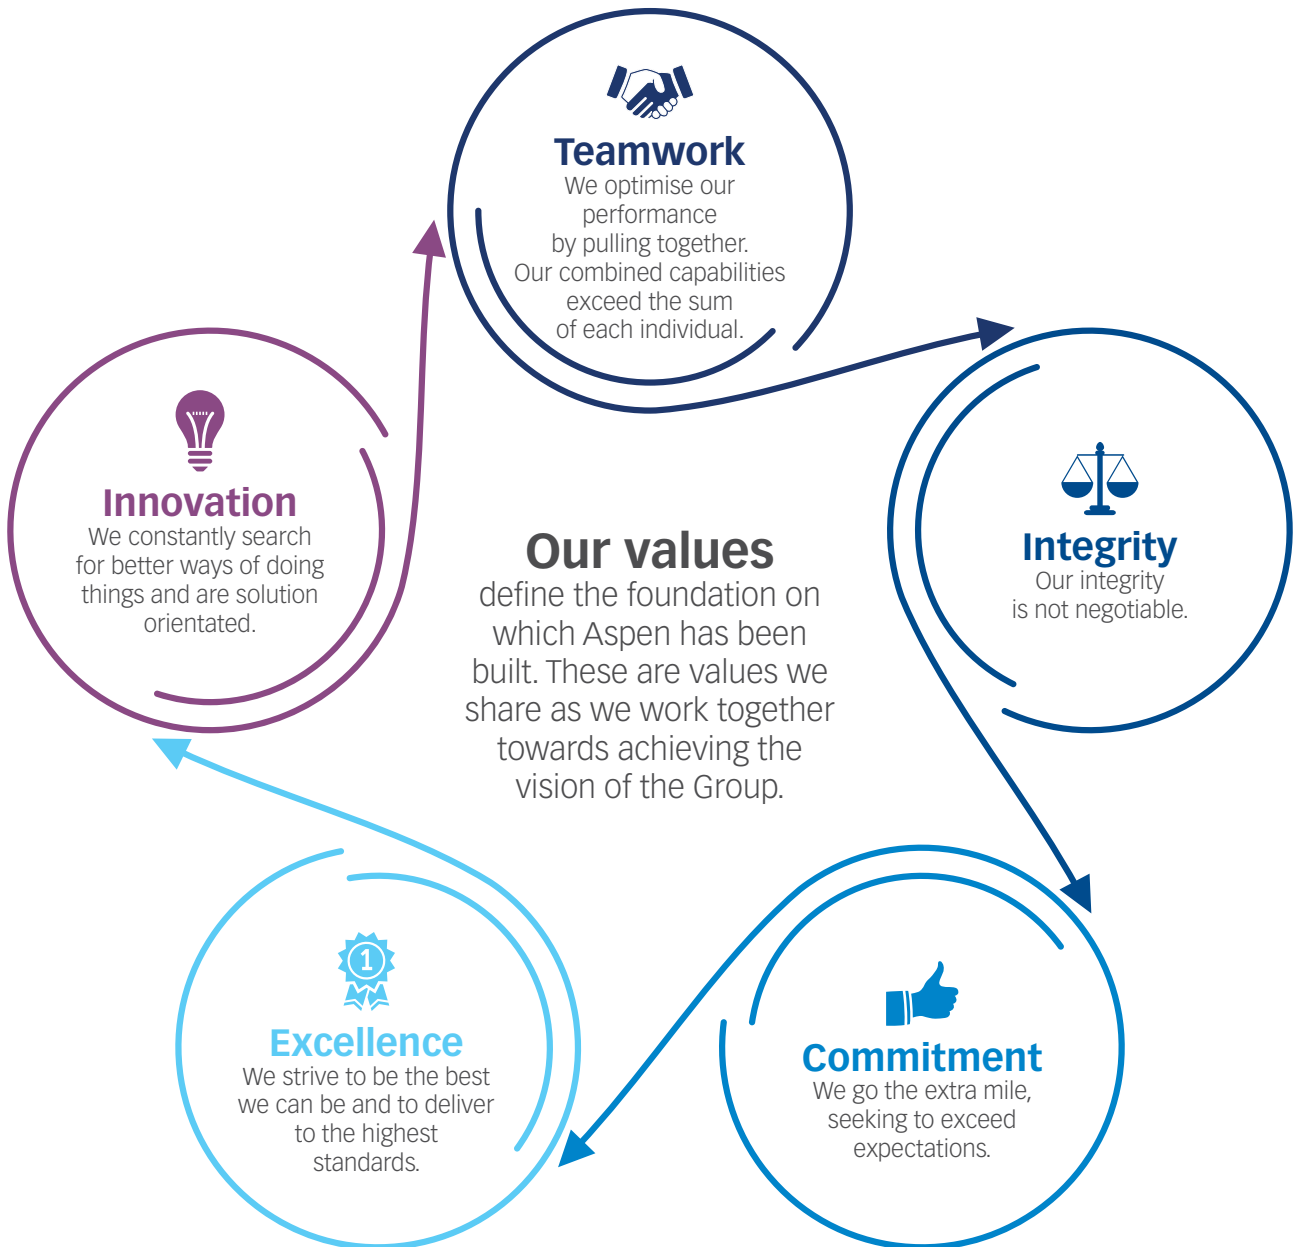 Teamwork
We optimise our
performance
by pulling together.
Our combined capabilities
exceed the sum
of each individual.
Integrity
Our integrity
is not negotiable.
Commitment
We go the extra mile,
seeking to exceed
expectations.
1
Excellence
We strive to be the best
we can be and to deliver
to the highest
standards.
Innovation
We constantly search
for better ways of doing
things and are solution
orientated.
Our values
define the foundation on
which Aspen has been
built. These are values we
share as we work together
towards achieving the
vision of the Group.